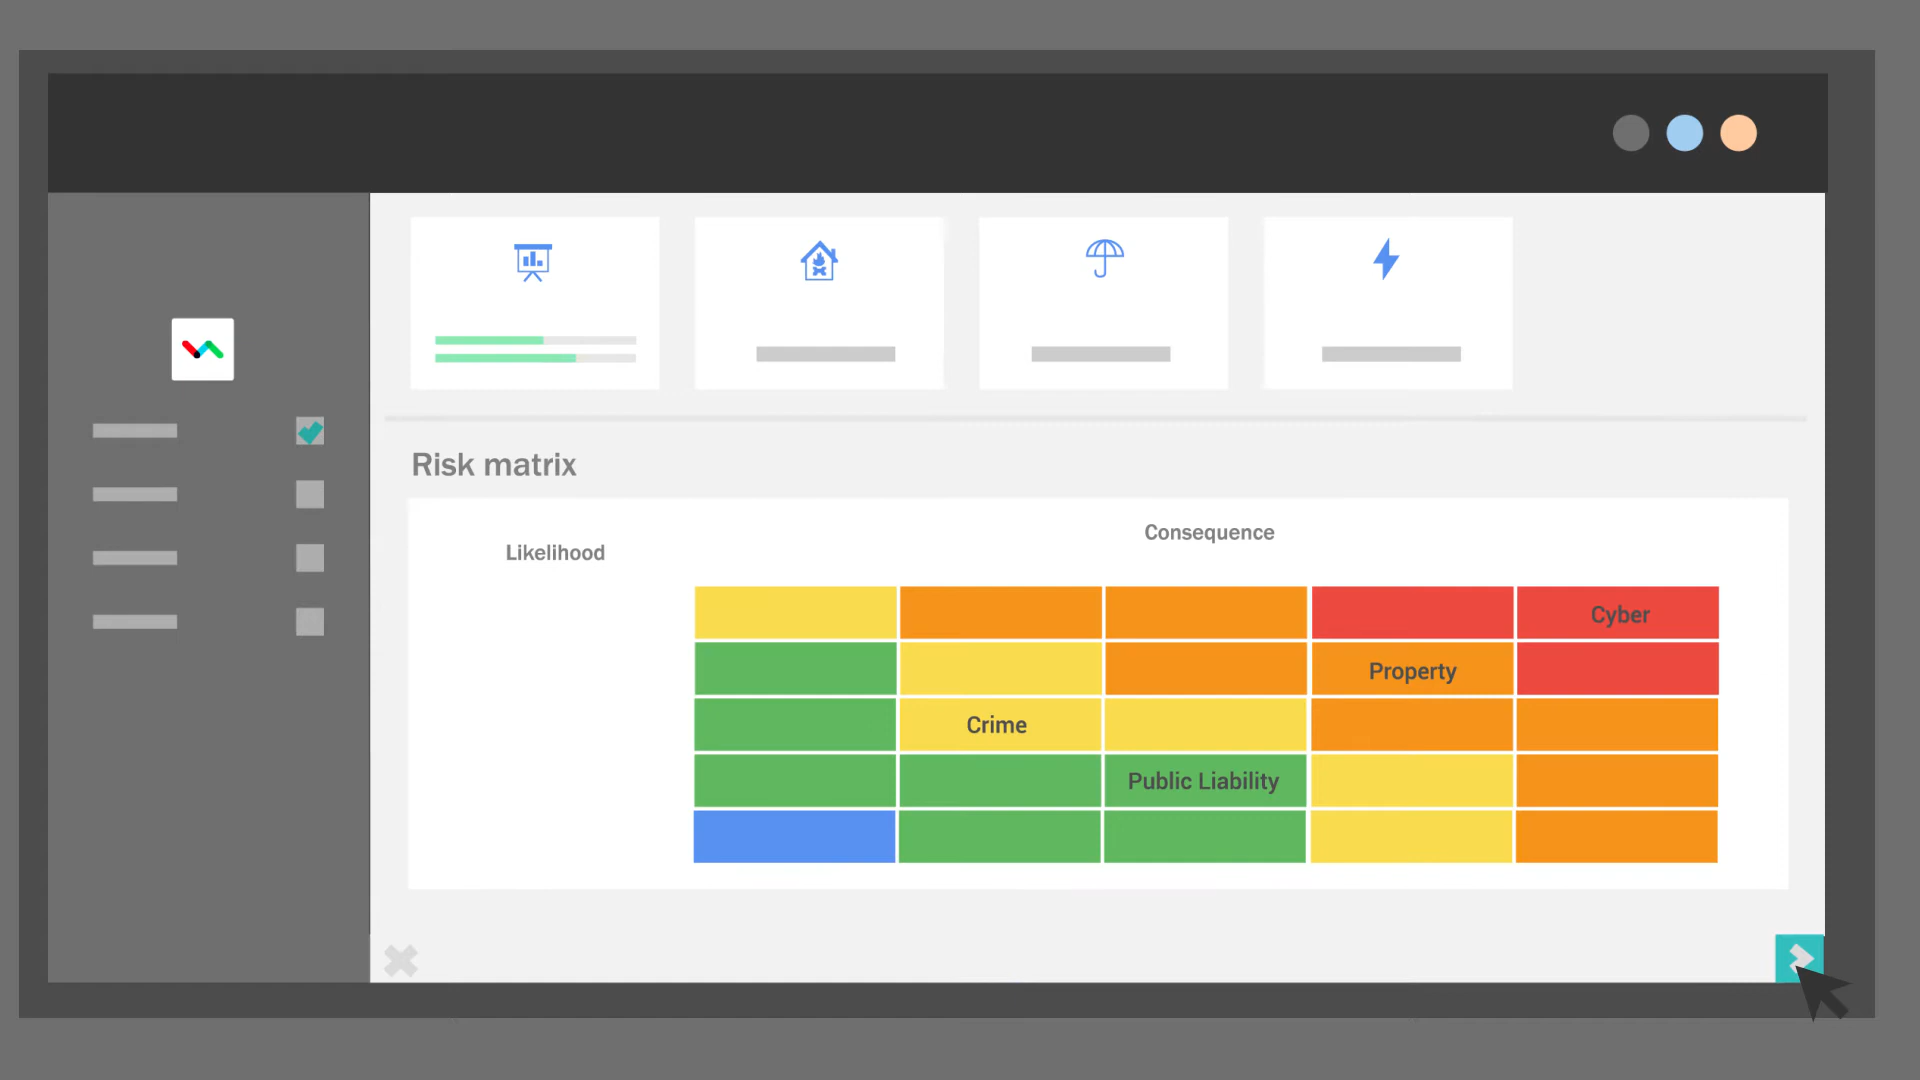 Risk matrix
Consequence
Likelihood
Cyber
Property
Crime
Public Liability